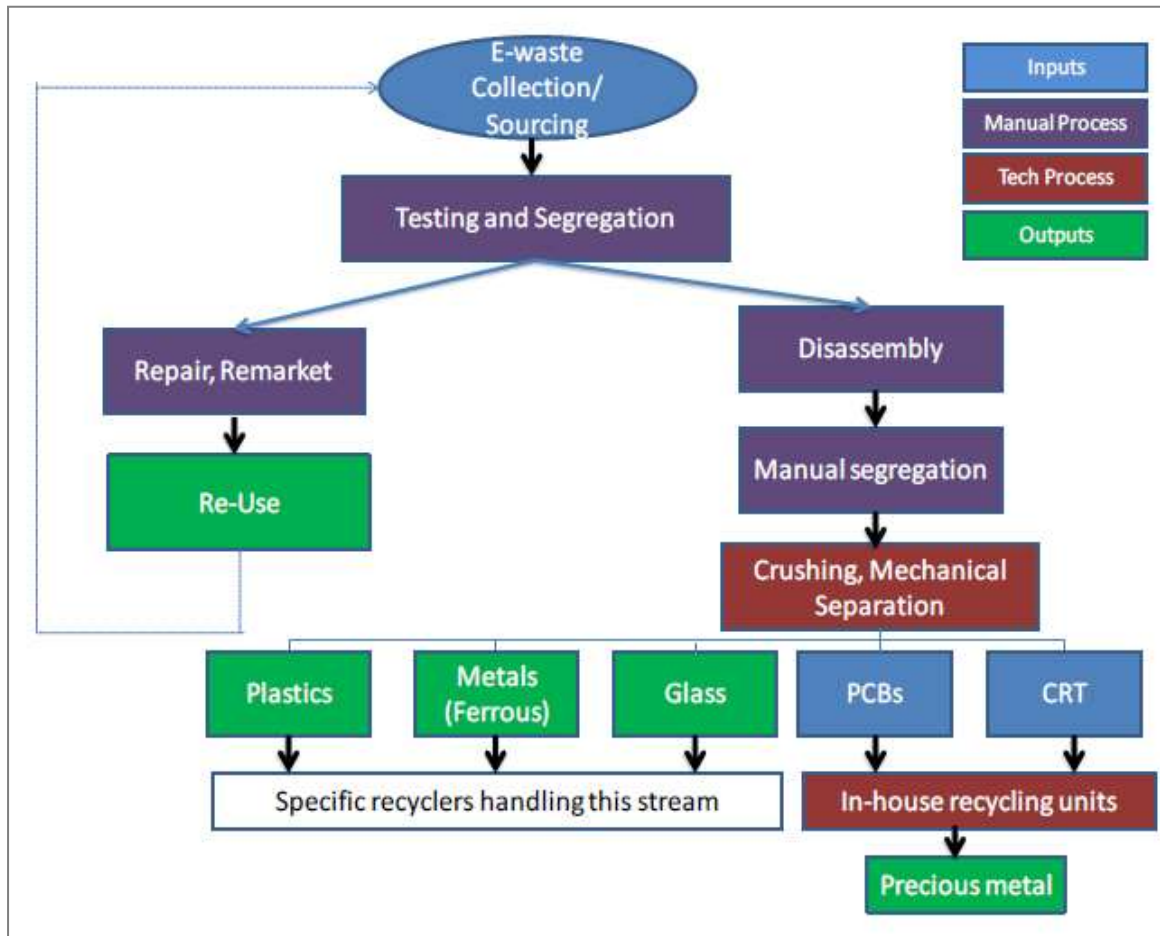 E-waste
Collection/
Sourcing
Inputs
Manual Process
Tech Process
Outputs
Testing and Segregation
Repair, Remarket
Disassembly
Re-Use
Manual segregation
Crushing, Mechanical
Separation
Plastics
Metals
(Ferrous)
Glass
PCBs
CRT
Specific recyclers handling this stream
In-house recycling units
Precious metal